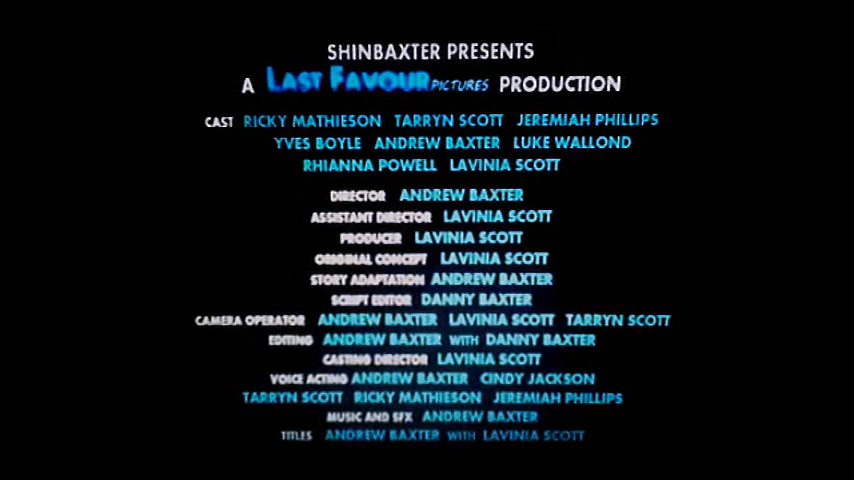 SHINBAXTER PRESENTS
A LAST FAVOUR PICTURES PRODUCTION
CAST RICKY MATHIESON TARRYN SCOTT JEREMIAH PHILLIPS
YVES BOYLE ANDREW BAXTER LUKE WALLOND
RHIANNA POWELL LAVINIA SCOTT
DIRECTOR ANDREW BAXTER
ASSISTANT DIRECTOR LAVINIA SCOTT
PRODUCER LAVINIA SCOTT
ORIGINAL CONCEPT LAVINIA SCOTT
STORY ADAPTATION ANDREW BAXTER
SCRIPT EDITOR DANNY BAXTER
CAMERA OPERATOR ANDREW BAXTER LAVINIA SCOTT TARRYN SCOTT
EDITING ANDREW BAXTER WITH DANNY BAXTER
CASTING DIRECTOR LAVINIA SCOTT
VOICE ACTING ANDREW BAXTER CINDY JACKSON
TARRYN SCOTT RICKY MATHIESON JEREMIAH PHILLIPS
MUSIC AND SFX ANDREW BAXTER
TITLES ANDREW BAXTER WITH LAVINIA SCOTT